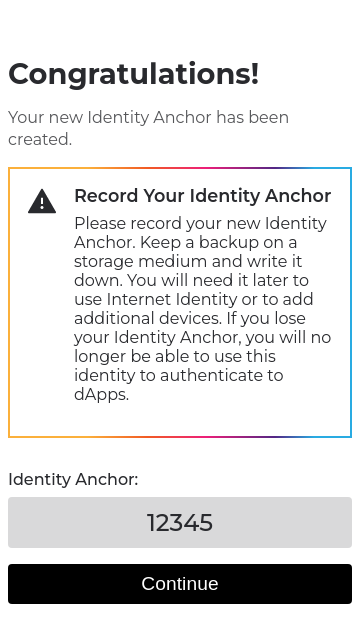 Congratulations!
Your new Identity Anchor has been
created.
Record Your Identity Anchor
Please record your new Identity
Anchor. Keep a backup on a
storage medium and write it
down. You will need it later to
use Internet Identity or to add
additional devices. If you lose
your Identity Anchor, you will no
longer be able to use this
identity to authenticate to
dApps.
Identity Anchor:
12345
Continue